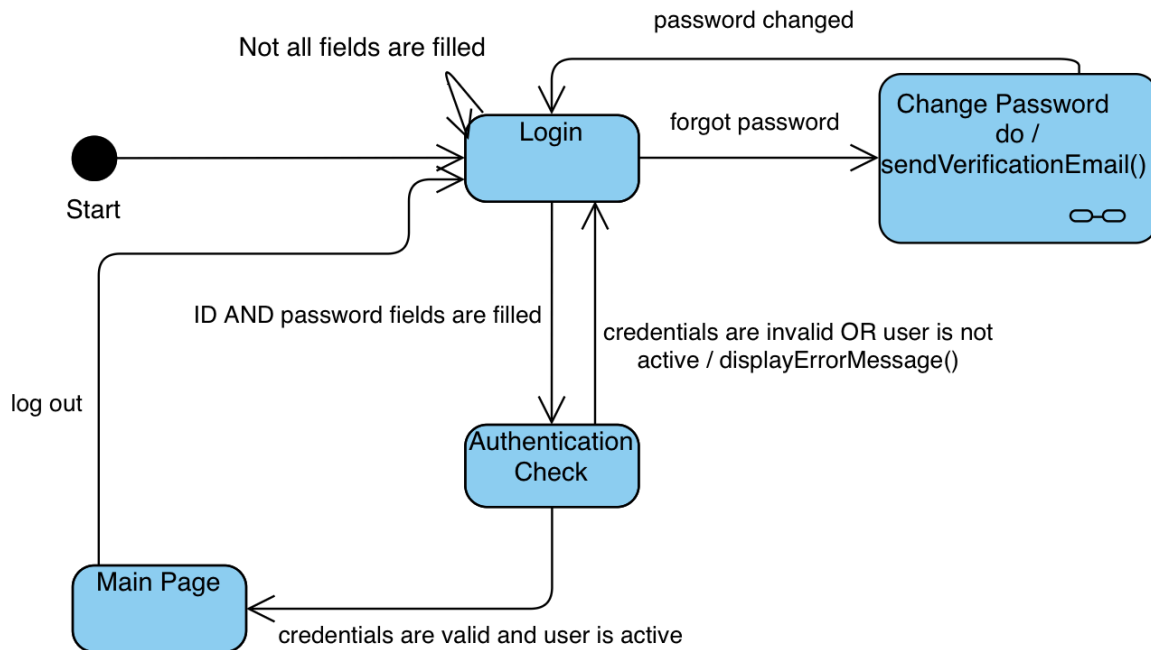 password changed
Not all fields are filled
Change Password
do /
sendVerificationEmail()
Login
forgot password
Start
ID AND password fields are filled
credentials are invalid OR user is not
active / displayErrorMessage()
log out
Authentication
Check
Main Page
credentials are valid and user is active